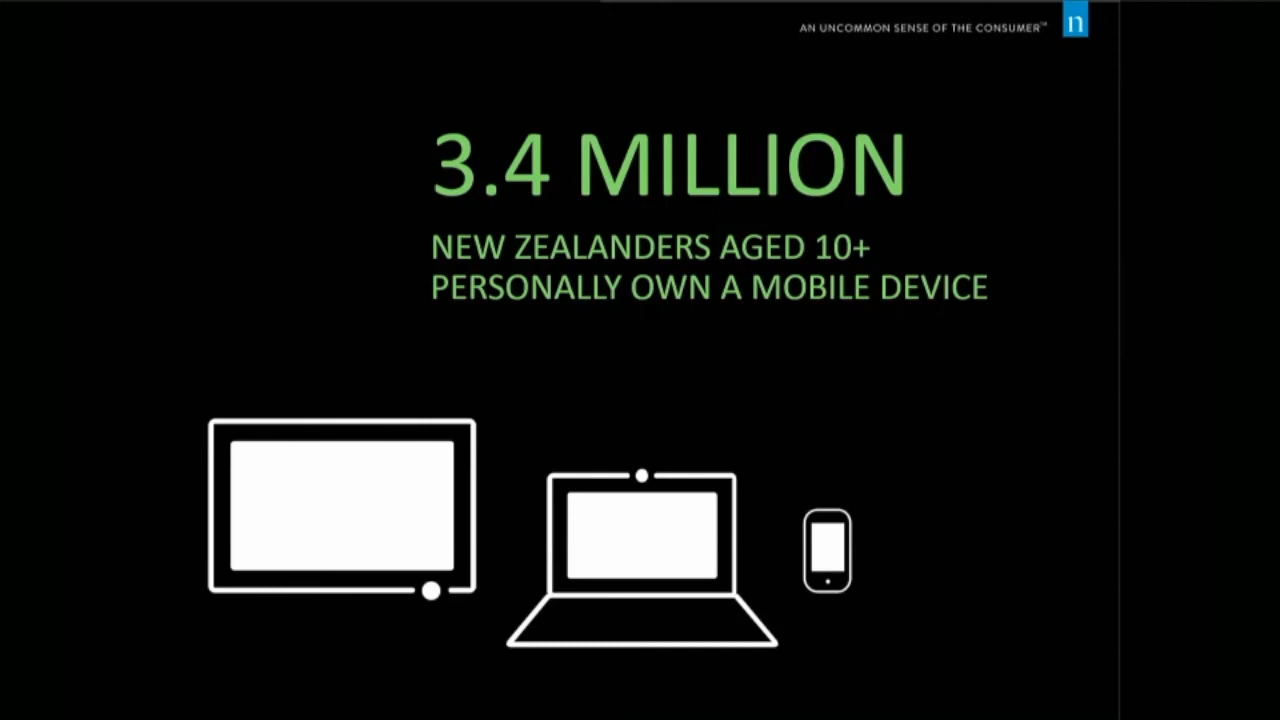 AN UNCOMMON SENSE OF THE CONSUMER™
n
3.4 MILLION
NEW ZEALANDERS AGED 10+
PERSONALLY OWN A MOBILE DEVICE